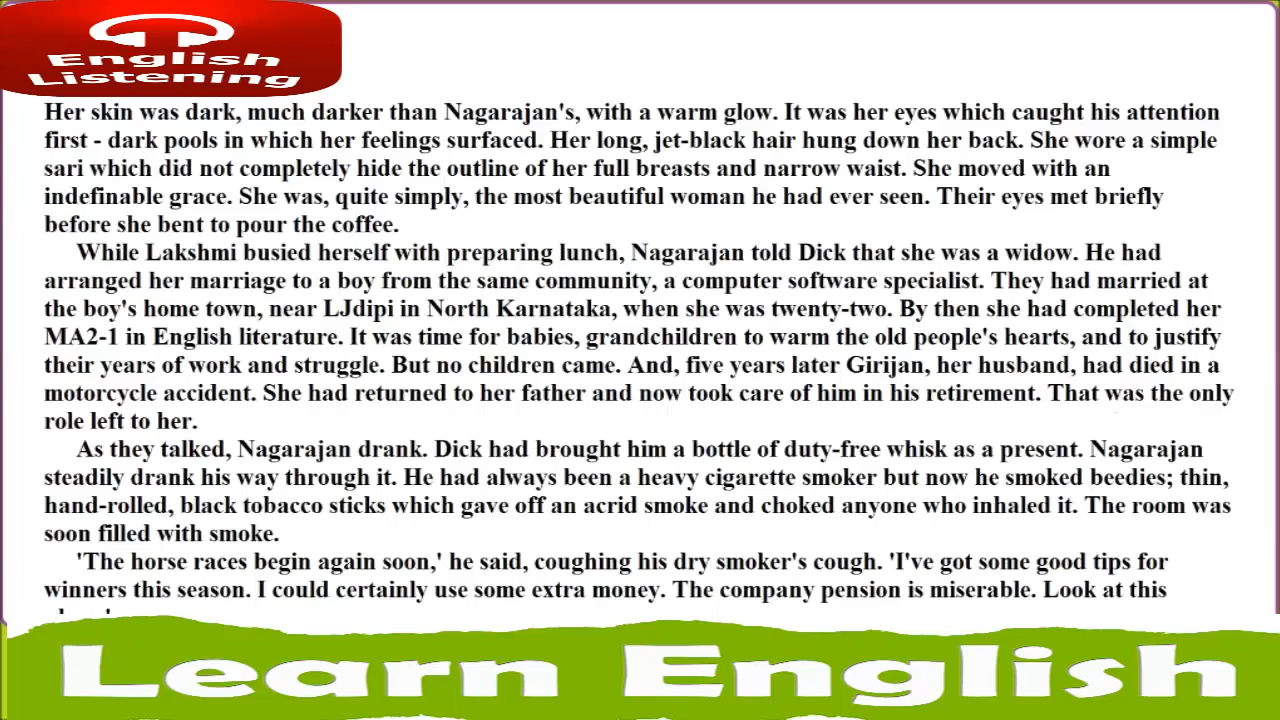 English
Listening
Her skin was dark, much darker than Nagarajan's, with a warm glow. It was her eyes which caught his attention
first - dark pools in which her feelings surfaced. Her long, jet-black hair hung down her back. She wore a simple
sari which did not completely hide the outline of her full breasts and narrow waist. She moved with an
indefinable grace. She was, quite simply, the most beautiful woman he had ever seen. Their eyes met briefly
before she bent to pour the coffee.
While Lakshmi busied herself with preparing lunch, Nagarajan told Dick that she was a widow. He had
arranged her marriage to a boy from the same community, a computer software specialist. They had married at
the boy's home town, near LJdipi in North Karnataka, when she was twenty-two. By then she had completed her
MA2-1 in English literature. It was time for babies, grandchildren to warm the old people's hearts, and to justify
their years of work and struggle. But no children came. And, five years later Girijan, her husband, had died in a
motorcycle accident. She had returned to her father and now took care of him in his retirement. That was the only
role left to her.
As they talked, Nagarajan drank. Dick had brought him a bottle of duty-free whisk as a present. Nagarajan
steadily drank his way through it. He had always been a heavy cigarette smoker but now he smoked beedies; thin,
hand-rolled, black tobacco sticks which gave off an acrid smoke and choked anyone who inhaled it. The room was
soon filled with smoke.
'The horse races begin again soon,' he said, coughing his dry smoker's cough. 'I've got some good tips for
winners this season. I could certainly use some extra money. The company pension is miserable. Look at this
Learn English